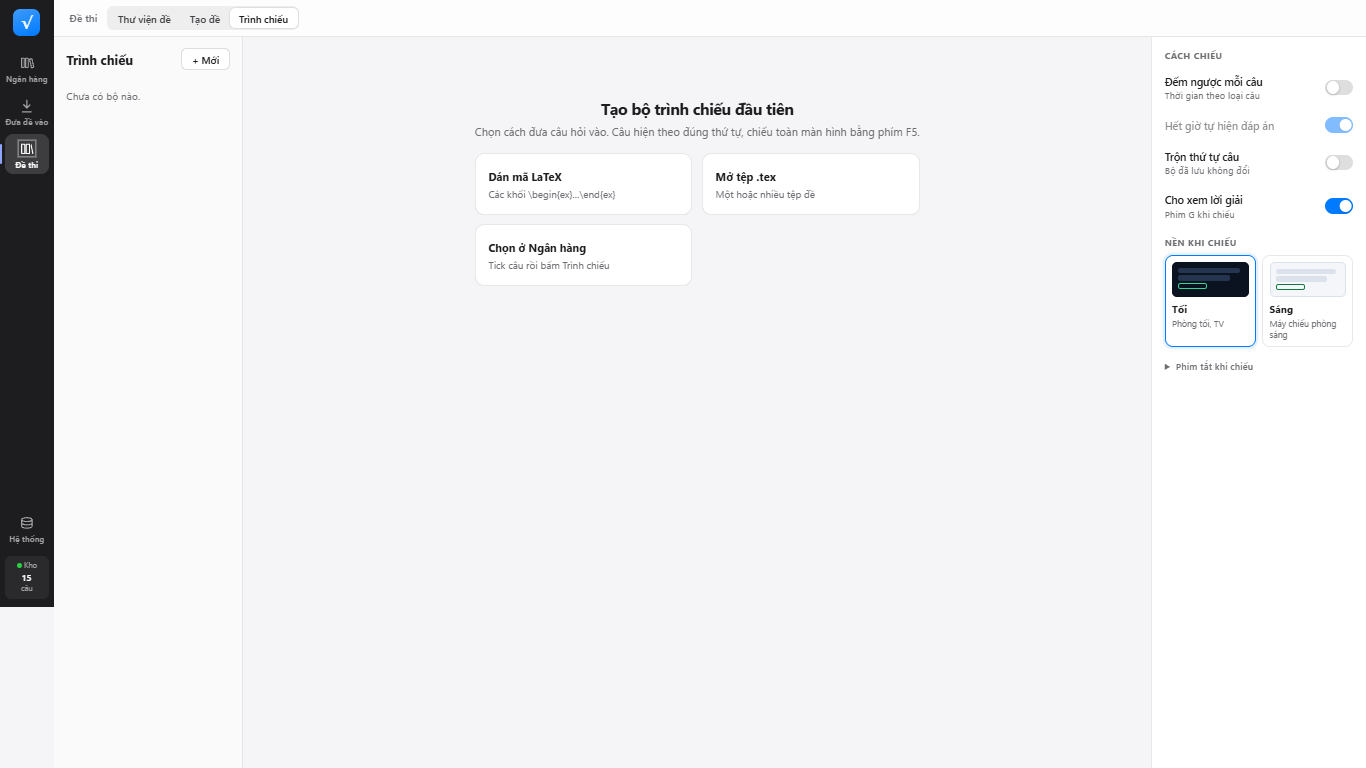 √
Ngân hàng
Đưa đề vào
Đề thi
Hệ thống
Kho
15
câu
Đề thi
Thư viện đề
Tạo đề
Trình chiếu
Trình chiếu
+ Mới
Chưa có bộ nào.
Tạo bộ trình chiếu đầu tiên
Chọn cách đưa câu hỏi vào. Câu hiện theo đúng thứ tự, chiếu toàn màn hình bằng phím F5.
Dán mã LaTeX
Các khối \begin{ex}...\end{ex}
Mở tệp .tex
Một hoặc nhiều tệp đề
Chọn ở Ngân hàng
Tick câu rồi bấm Trình chiếu
CÁCH CHIẾU
Đếm ngược mỗi câu
Thời gian theo loại câu
Hết giờ tự hiện đáp án
Trộn thứ tự câu
Bộ đã lưu không đổi
Cho xem lời giải
Phím G khi chiếu
NỀN KHI CHIẾU
Tối
Phòng tối, TV
Sáng
Máy chiếu phòng
sáng
Phím tắt khi chiếu